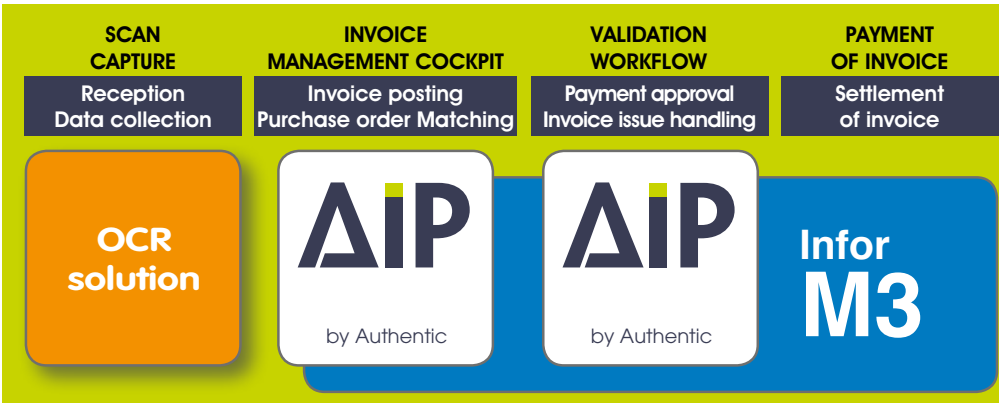 SCAN
CAPTURE
Reception
Data collection
INVOICE
MANAGEMENT COCKPIT
Invoice posting
Purchase order Matching
VALIDATION
WORKFLOW
Payment approval
Invoice issue handling
PAYMENT
OF INVOICE
Settlement
of invoice
OCR
solution
AiP
by Authentic
AiP
by Authentic
Infor
M3